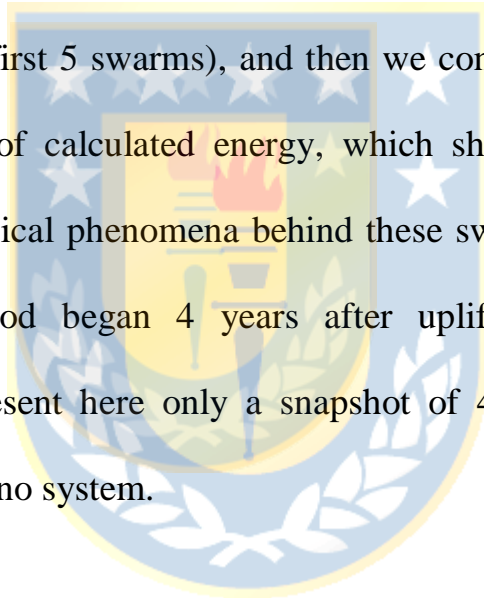 first 5 swarms), and then we con
of calculated energy, which sh
ical phenomena behind these sw
od began 4 years after uplif
esent here only a snapshot of 4
no system.